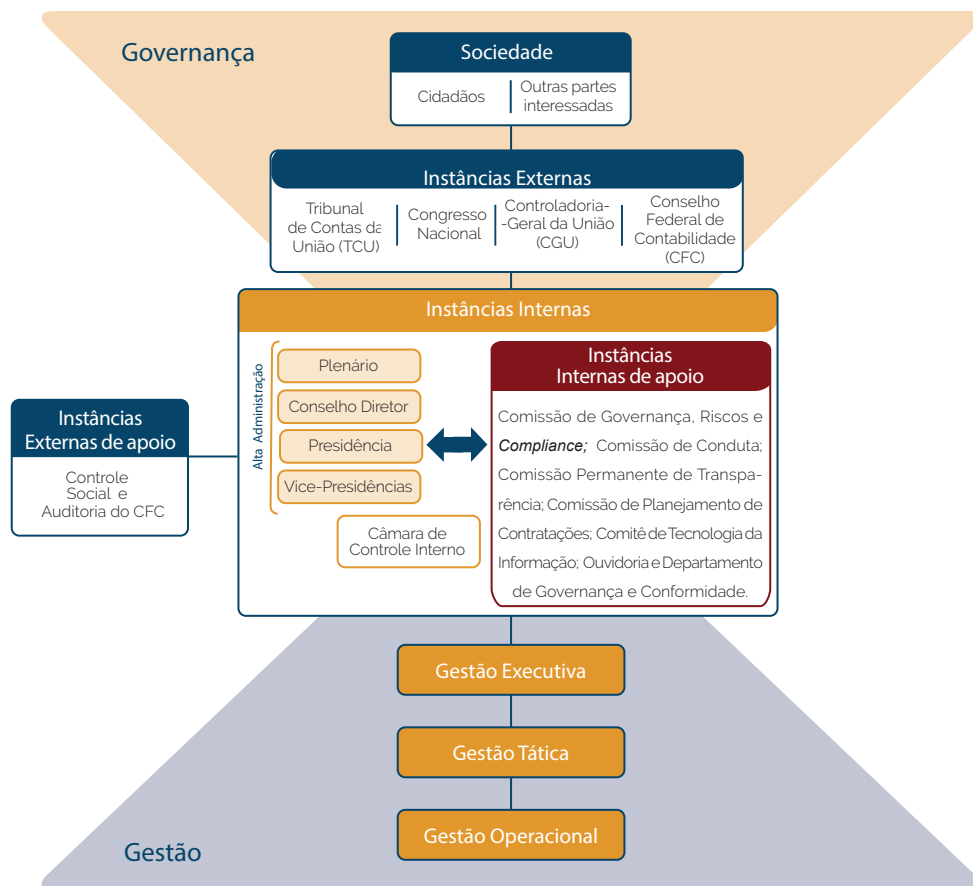 Governança
Sociedade
Cidadãos
Outras partes
interessadas
Instâncias Externas
Tribunal
de Contas da
União (TCU)
Congresso
Nacional
Controladoria-
-Geral da União
(CGU)
Conselho
Federal de
Contabilidade
(CFC)
Instâncias Internas
Alta Administração
Plenário
Conselho Diretor
Presidência
Vice-Presidências
Câmara de
Controle Interno
Instâncias
Internas de apoio
Comissão de Governança, Riscos e
Compliance; Comissão de Conduta;
Comissão Permanente de Transpa-
rência; Comissão de Planejamento de
Contratações; Comitê de Tecnologia da
Informação; Ouvidoria e Departamento
de Governança e Conformidade.
Instâncias
Externas de apoio
Controle
Social e
Auditoria do CFC
Gestão Executiva
Gestão Tática
Gestão Operacional
Gestão